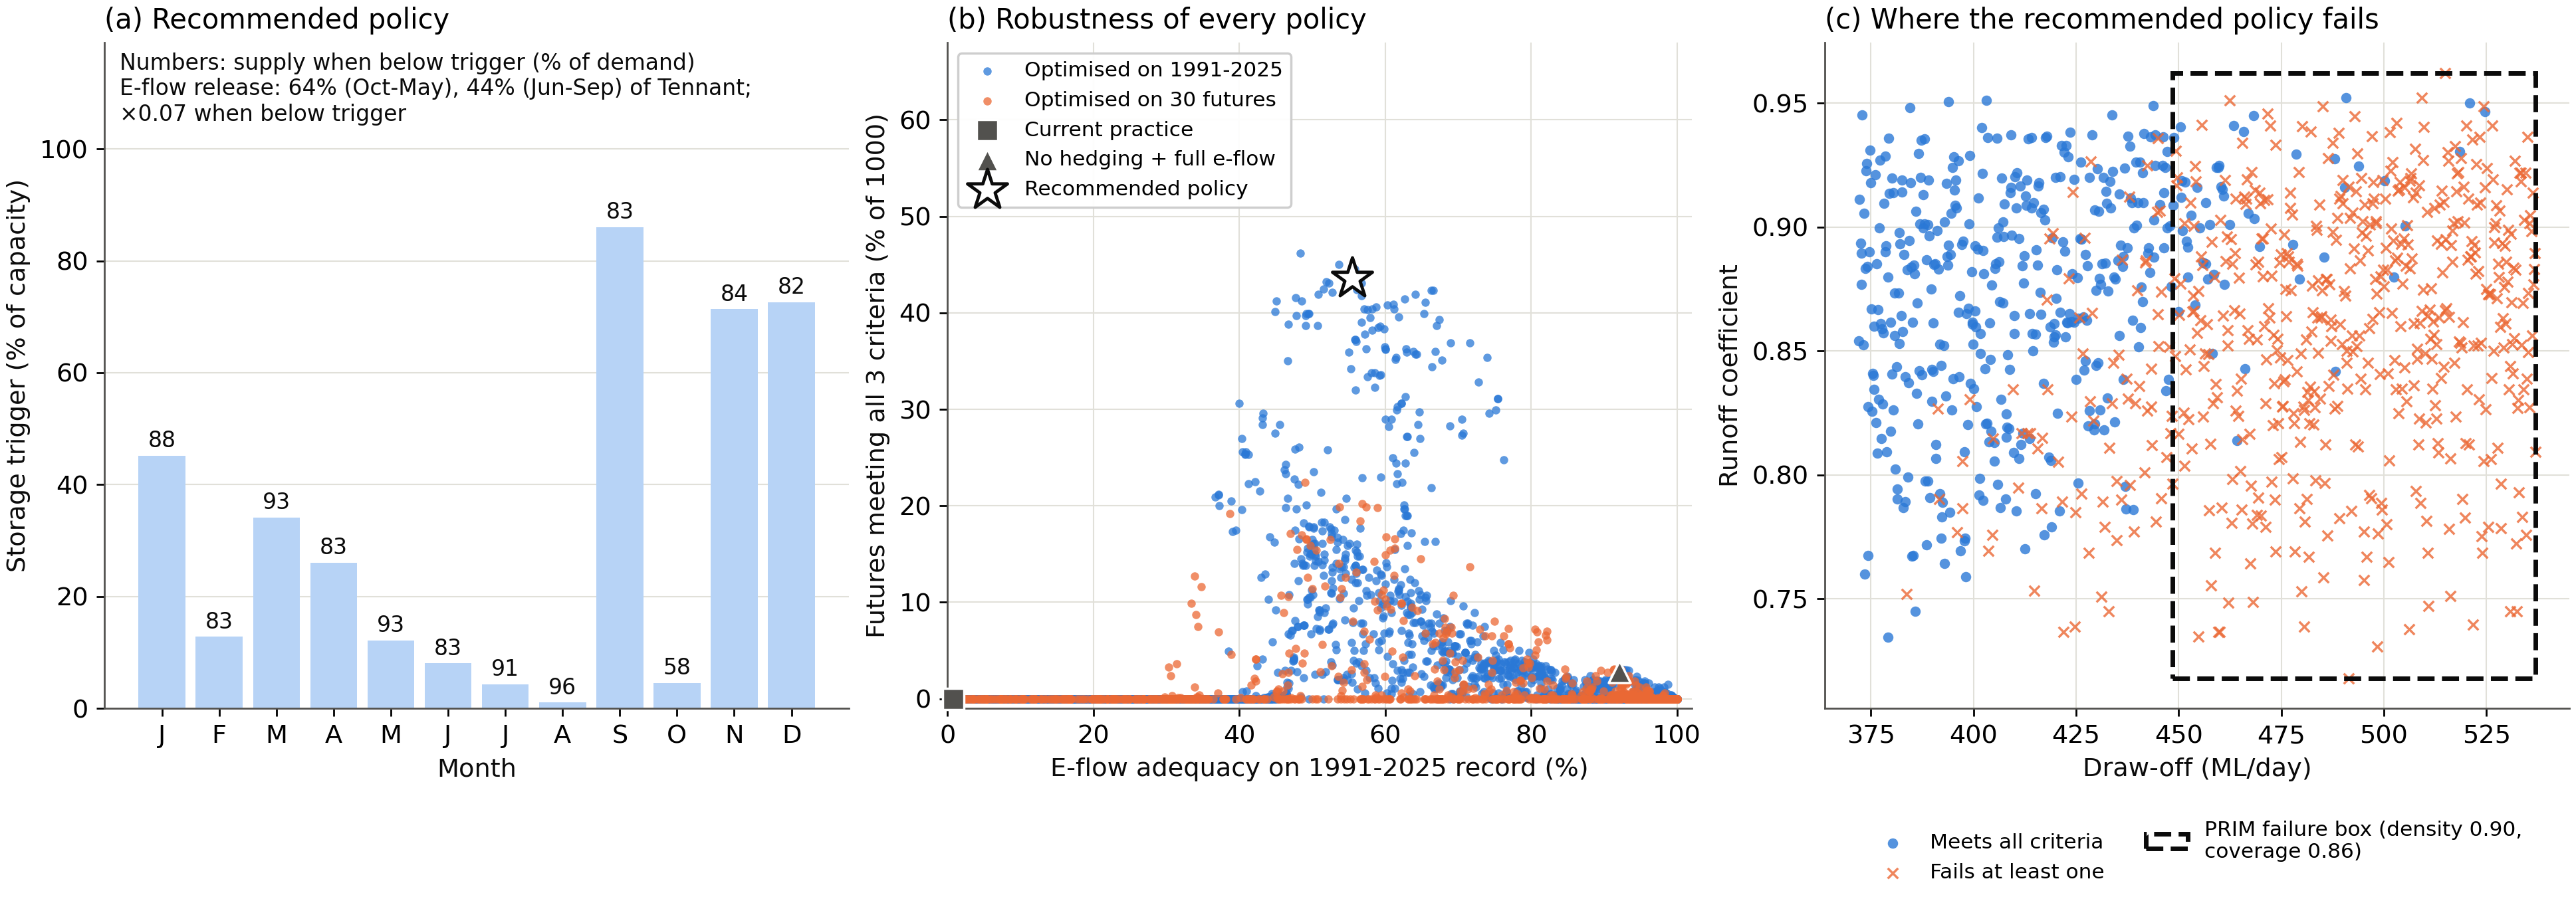 (a) Recommended policy
Numbers: supply when below trigger (% of demand)
E-flow release: 64% (Oct-May), 44% (Jun-Sep) of Tennant;
×0.07 when below trigger
Storage trigger (% of capacity)
100
80
60
40
20
0
88
83
93
83
93
83
91
96
83
58
84
82
J
F
M
A
M
J
J
A
S
O
N
D
Month
(b) Robustness of every policy
Optimised on 1991-2025
Optimised on 30 futures
Current practice
No hedging + full e-flow
Recommended policy
Futures meeting all 3 criteria (% of 1000)
60
50
40
30
20
10
0
0
20
40
60
80
100
E-flow adequacy on 1991-2025 record (%)
(c) Where the recommended policy fails
Runoff coefficient
0.95
0.90
0.85
0.80
0.75
375
400
425
450
475
500
525
Draw-off (ML/day)
Meets all criteria
Fails at least one
PRIM failure box (density 0.90,
coverage 0.86)